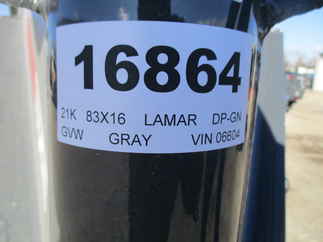 16864
21K 83X16 LAMAR DP-GN
GVW GRAY VIN 06604